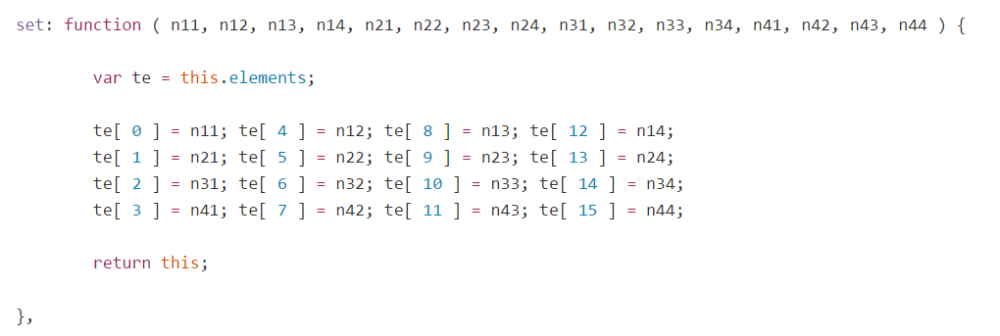 set: function ( n11, n12, n13, n14, n21, n22, n23, n24, n31, n32, n33, n34, n41, n42, n43, n44 ) {
var te = this.elements;
te[ 0 ] = n11; te[ 4 ] = n12; te[ 8 ] = n13; te[ 12 ] = n14;
te[ 1 ] = n21; te[ 5 ] = n22; te[ 9 ] = n23; te[ 13 ] = n24;
te[ 2 ] = n31; te[ 6 ] = n32; te[ 10 ] = n33; te[ 14 ] = n34;
te[ 3 ] = n41; te[ 7 ] = n42; te[ 11 ] = n43; te[ 15 ] = n44;
return this;
},